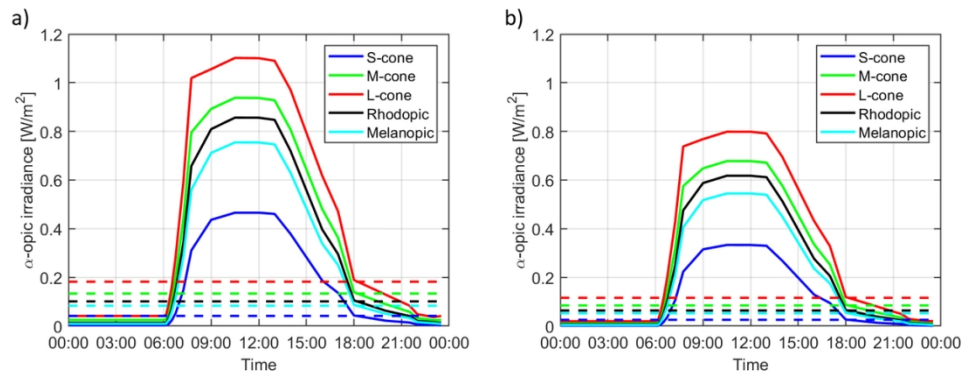 a)
1.2
1
0.8
0.6
0.4
0.2
0
α-opic irradiance [W/m²]
S-cone
M-cone
L-cone
Rhodopic
Melanopic
00:00 03:00 06:00 09:00 12:00 15:00 18:00 21:00 00:00
Time
b)
1.2
1
0.8
0.6
0.4
0.2
0
α-opic irradiance [W/m²]
S-cone
M-cone
L-cone
Rhodopic
Melanopic
00:00 03:00 06:00 09:00 12:00 15:00 18:00 21:00 00:00
Time